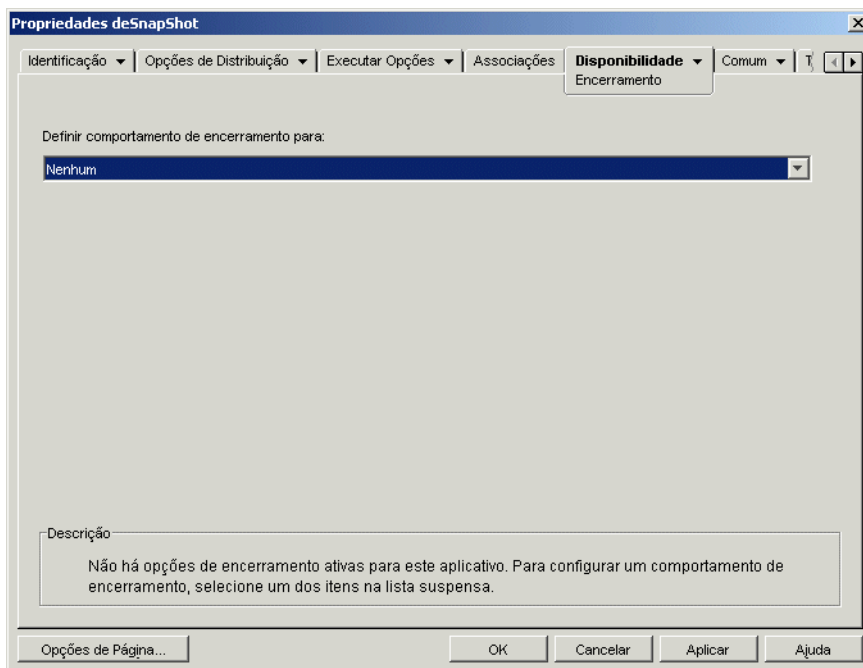 Propriedades deSnapShot
Identificação Opções de Distribuição Executar Opções Associações Disponibilidade Comum
Encerramento
Definir comportamento de encerramento para:
Nenhum
Descrição
Não há opções de encerramento ativas para este aplicativo. Para configurar um comportamento de
encerramento, selecione um dos itens na lista suspensa.
Opções de Página... OK Cancelar Aplicar Ajuda